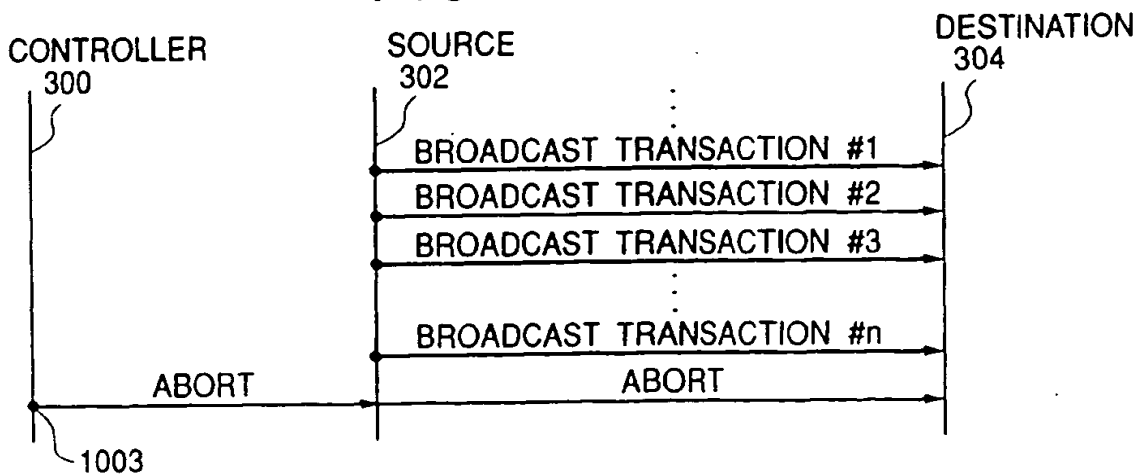 CONTROLLER
300
SOURCE
302
DESTINATION
304
BROADCAST TRANSACTION #1
BROADCAST TRANSACTION #2
BROADCAST TRANSACTION #3
BROADCAST TRANSACTION #n
ABORT
ABORT
1003